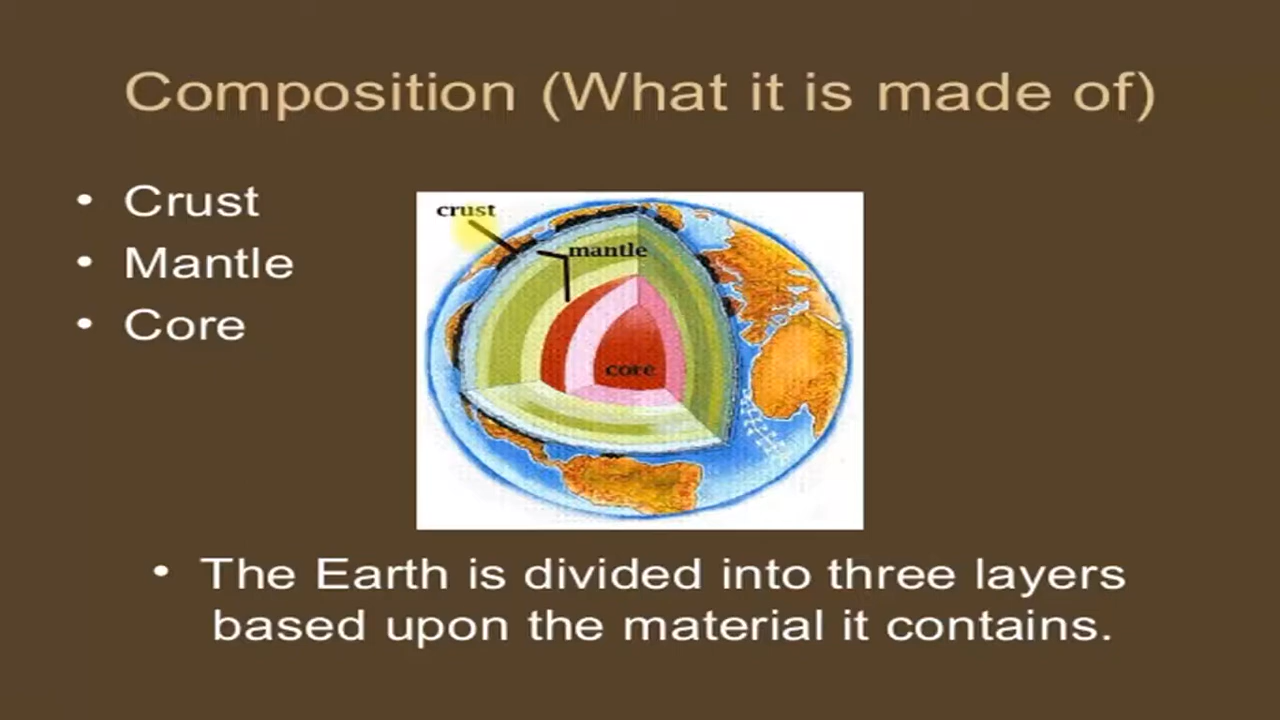 Composition (What it is made of)
• Crust
• Mantle
• Core
crust
mantle
core
• The Earth is divided into three layers
based upon the material it contains.